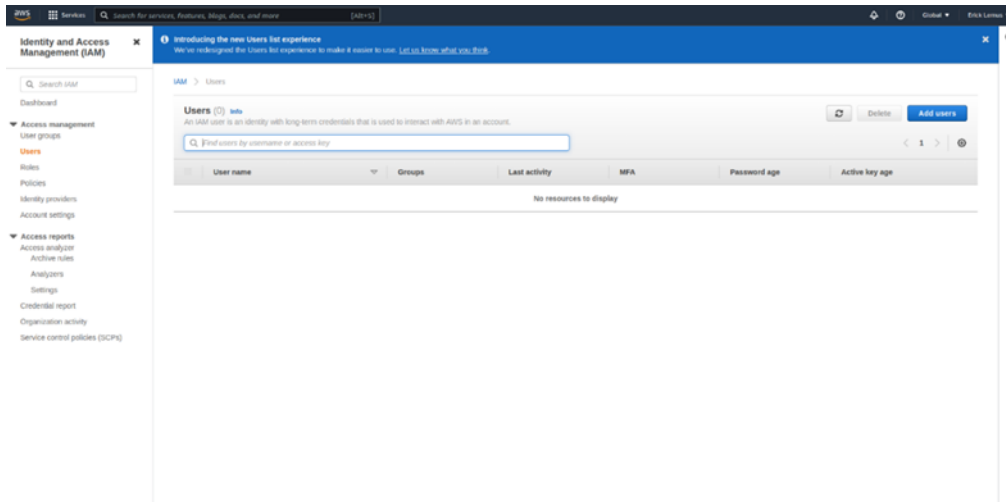 aws
Services
Search for services, features, blogs, docs, and more
[Alt+S]
Global
Erick Lemus
Identity and Access Management (IAM)
Search IAM
Dashboard
Access management
User groups
Users
Roles
Policies
Identity providers
Account settings
Access reports
Access analyzer
Archive rules
Analyzers
Settings
Credential report
Organization activity
Service control policies (SCPs)
Introducing the new Users list experience
We've redesigned the Users list experience to make it easier to use. Let us know what you think.
IAM > Users
Users (0) Info
An IAM user is an identity with long-term credentials that is used to interact with AWS in an account.
Delete
Add users
Find users by username or access key
< 1 >
User name
Groups
Last activity
MFA
Password age
Active key age
No resources to display